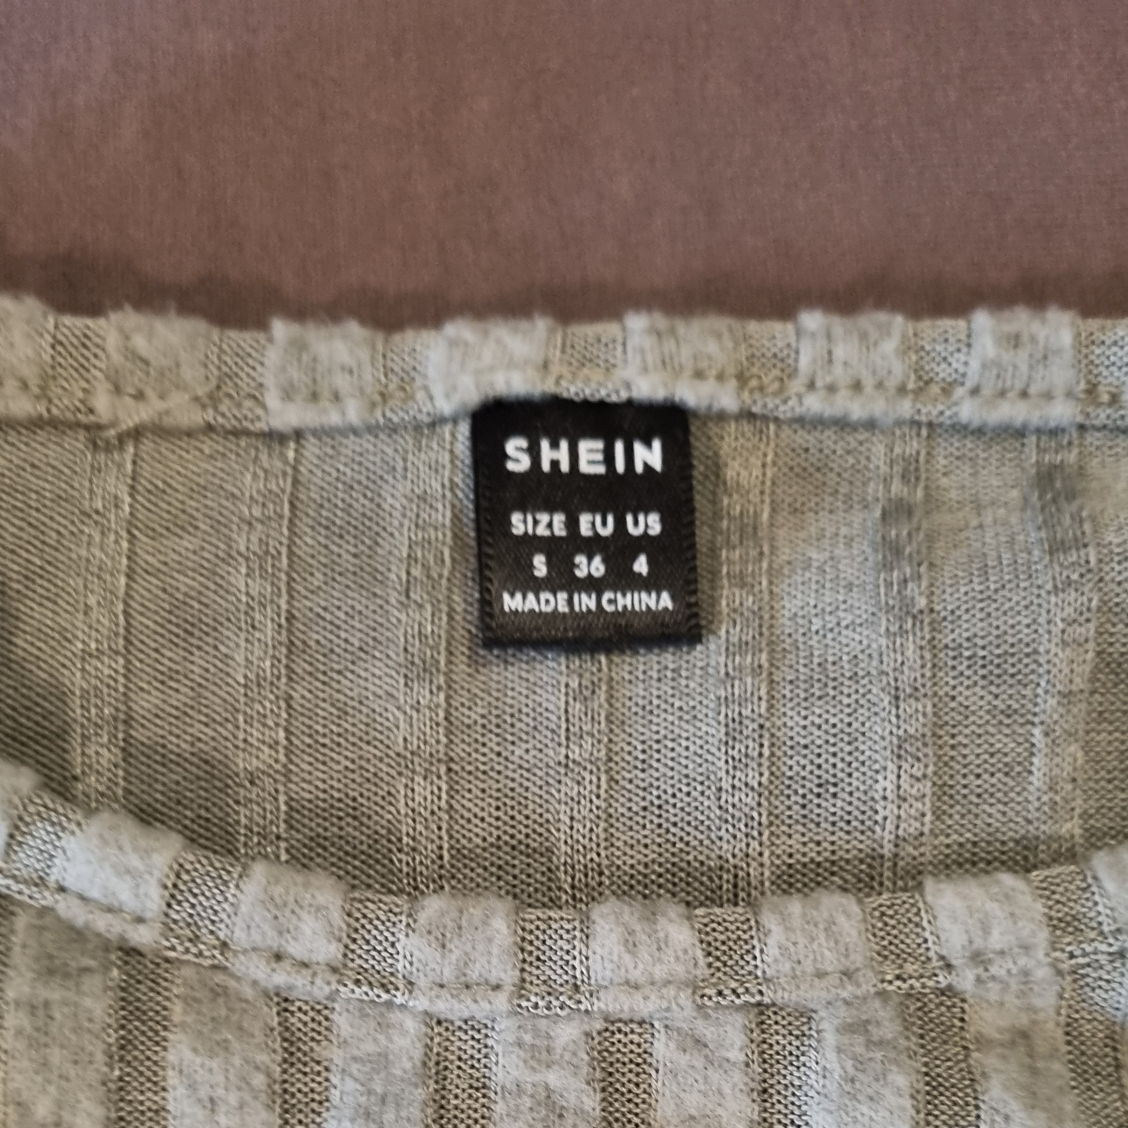 SHEIN
SIZE EU US
S 36 4
MADE IN CHINA